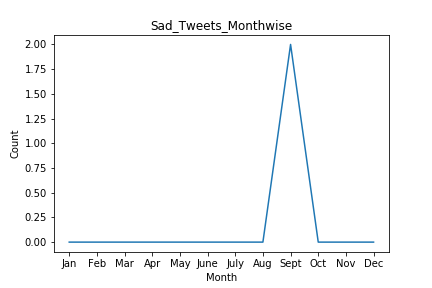 Sad_Tweets_Monthwise
2.00
1.75
1.50
1.25
1.00
0.75
0.50
0.25
0.00
Count
Jan Feb Mar Apr May June July Aug Sept Oct Nov Dec
Month